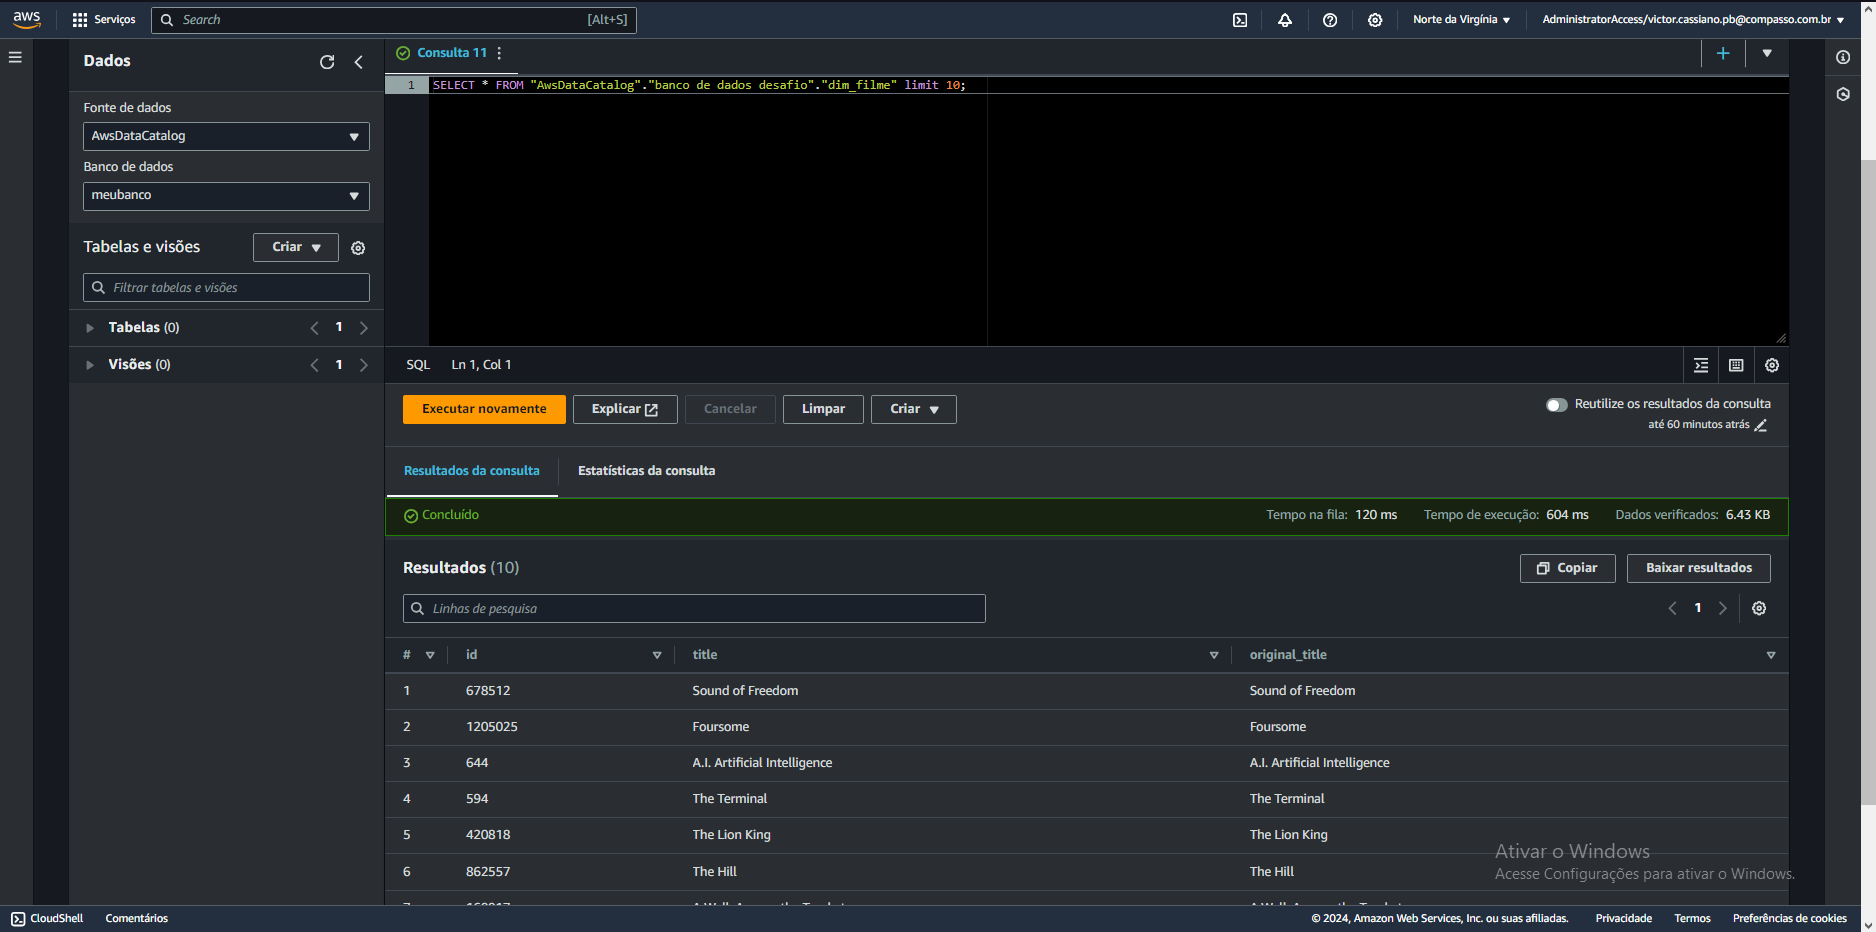 aws
Serviços
Search
[Alt+S]
Norte da Virgínia
AdministratorAccess/victor.cassiano.pb@compasso.com.br
Dados
Fonte de dados
AwsDataCatalog
Banco de dados
meubanco
Tabelas e visões
Criar
Filtrar tabelas e visões
Tabelas (0)
1
Visões (0)
1
Consulta 11
1 SELECT * FROM "AwsDataCatalog"."banco de dados desafio"."dim_filme" limit 10;
SQL Ln 1, Col 1
Executar novamente
Explicar
Cancelar
Limpar
Criar
Reutilize os resultados da consulta
até 60 minutos atrás
Resultados da consulta
Estatísticas da consulta
Concluído
Tempo na fila: 120 ms
Tempo de execução: 604 ms
Dados verificados: 6.43 KB
Resultados (10)
Copiar
Baixar resultados
Linhas de pesquisa
1
# id title original_title
1 678512 Sound of Freedom Sound of Freedom
2 1205025 Foursome Foursome
3 644 A.I. Artificial Intelligence A.I. Artificial Intelligence
4 594 The Terminal The Terminal
5 420818 The Lion King The Lion King
6 862557 The Hill The Hill
Ativar o Windows
Acesse Configurações para ativar o Windows.
CloudShell
Comentários
© 2024, Amazon Web Services, Inc. ou suas afiliadas.
Privacidade
Termos
Preferências de cookies